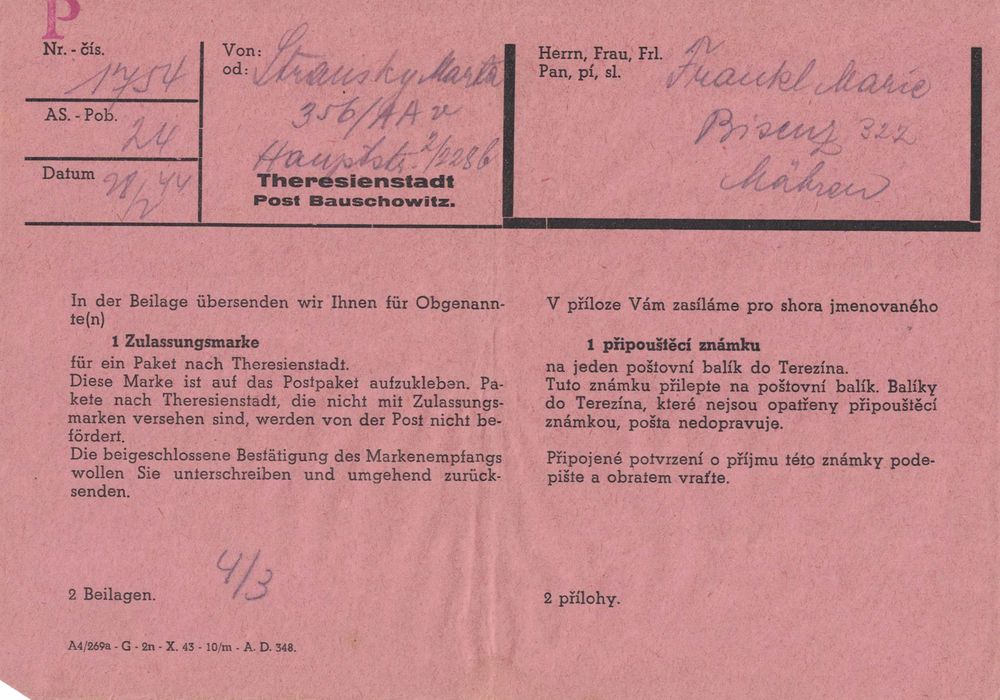 P
Nr. - čís.
1754
AS. - Pob.
24
Datum 28/2 44
Von:
od: Stransky Martha
356/AAv
Hauptstr. 2/228b
Theresienstadt
Post Bauschowitz.
Herrn, Frau, Frl.
Pan, pí, sl.
Frankl Marie
Bisenz 322
Mähren
In der Beilage übersenden wir Ihnen für Obgenann-
te(n)
1 Zulassungsmarke
für ein Paket nach Theresienstadt.
Diese Marke ist auf das Postpaket aufzukleben. Pa-
kete nach Theresienstadt, die nicht mit Zulassungs-
marken versehen sind, werden von der Post nicht be-
fördert.
Die beigeschlossene Bestätigung des Markenempfangs
wollen Sie unterschreiben und umgehend zurück-
senden.
4/3
2 Beilagen.
A4/269a - G - 2n - X. 43 - 10/m - A. D. 348.
V příloze Vám zasíláme pro shora jmenovaného
1 připouštěcí známku
na jeden poštovní balík do Terezína.
Tuto známku přilepte na poštovní balík. Balíky
do Terezína, které nejsou opatřeny připouštěcí
známkou, pošta nedopravuje.
Připojené potvrzení o příjmu této známky pode-
pište a obratem vraťte.
2 přílohy.